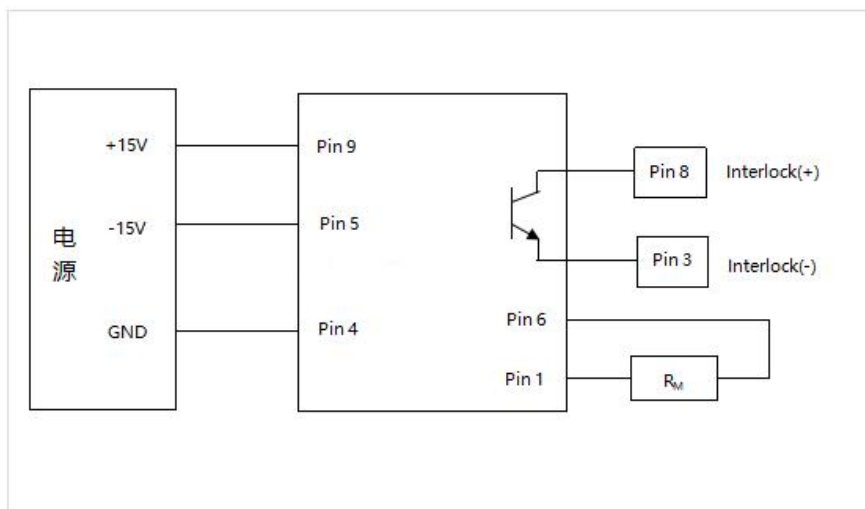 电
源
+15V
-15V
GND
Pin 9
Pin 5
Pin 4
Pin 8
Interlock(+)
Pin 3
Interlock(-)
Pin 6
Pin 1
RM